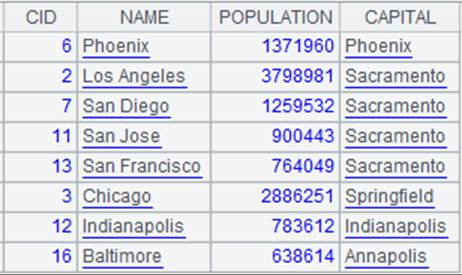 CID NAME POPULATION CAPITAL
6 Phoenix 1371960 Phoenix
2 Los Angeles 3798981 Sacramento
7 San Diego 1259532 Sacramento
11 San Jose 900443 Sacramento
13 San Francisco 764049 Sacramento
3 Chicago 2886251 Springfield
12 Indianapolis 783612 Indianapolis
16 Baltimore 638614 Annapolis